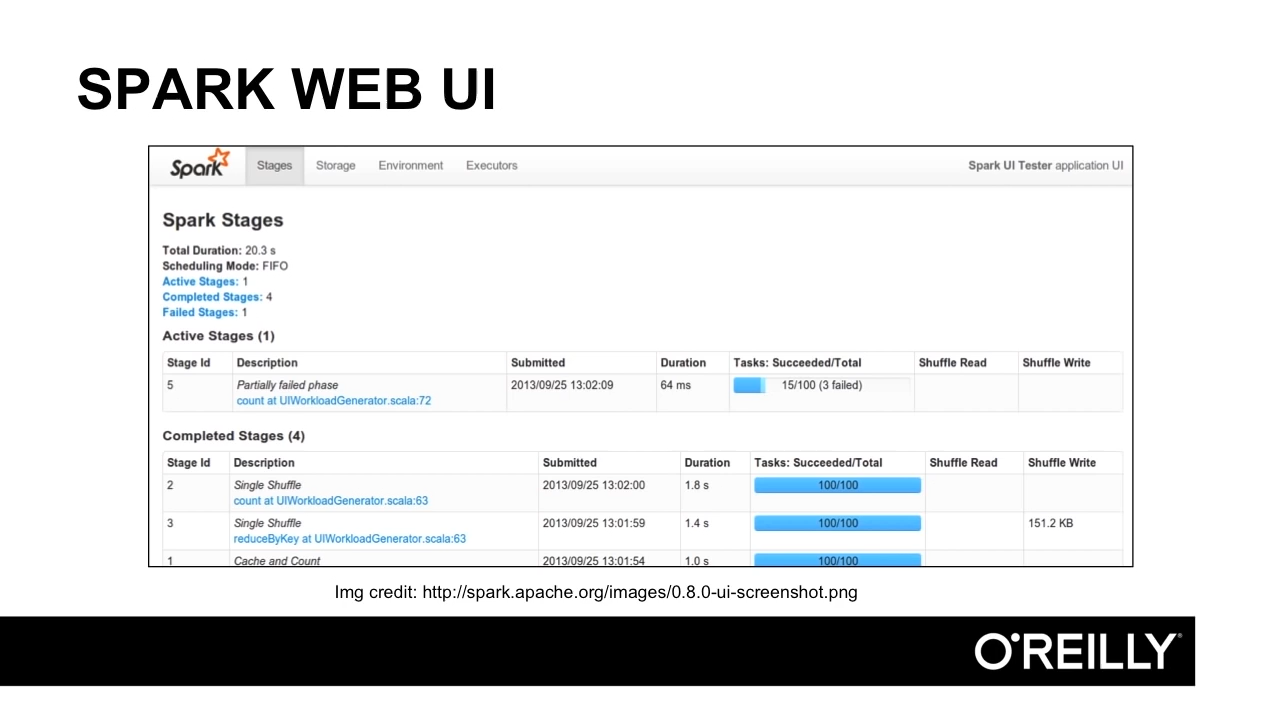 SPARK WEB UI
Spark Stages Storage Environment Executors Spark UI Tester application UI
Spark Stages
Total Duration: 20.3 s
Scheduling Mode: FIFO
Active Stages: 1
Completed Stages: 4
Failed Stages: 1
Active Stages (1)
Stage Id Description Submitted Duration Tasks: Succeeded/Total Shuffle Read Shuffle Write
5 Partially failed phase 2013/09/25 13:02:09 64 ms 15/100 (3 failed)
count at UIWorkloadGenerator.scala:72
Completed Stages (4)
Stage Id Description Submitted Duration Tasks: Succeeded/Total Shuffle Read Shuffle Write
2 Single Shuffle 2013/09/25 13:02:00 1.8 s 100/100
count at UIWorkloadGenerator.scala:63
3 Single Shuffle 2013/09/25 13:01:59 1.4 s 100/100 151.2 KB
reduceByKey at UIWorkloadGenerator.scala:63
1 Cache and Count 2013/09/25 13:01:54 1.0 s 100/100
Img credit: http://spark.apache.org/images/0.8.0-ui-screenshot.png
O'REILLY®